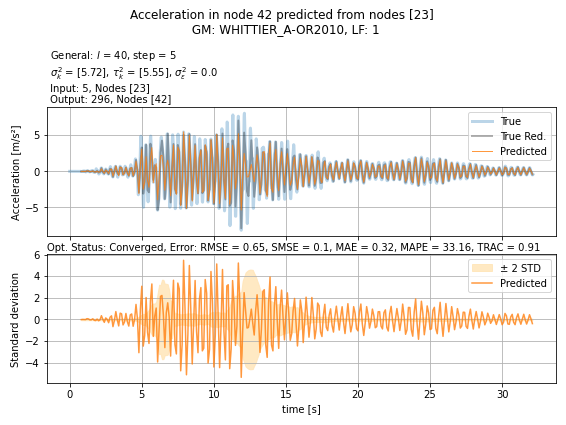 Acceleration in node 42 predicted from nodes [23]
GM: WHITTIER_A-OR2010, LF: 1
General: l = 40, step = 5
σ²ₖ = [5.72], τ²ₖ = [5.55], σ²ε = 0.0
Input: 5, Nodes [23]
Output: 296, Nodes [42]
Acceleration [m/s²]
5
0
−5
True
True Red.
Predicted
Opt. Status: Converged, Error: RMSE = 0.65, SMSE = 0.1, MAE = 0.32, MAPE = 33.16, TRAC = 0.91
Standard deviation
6
4
2
0
−2
−4
± 2 STD
Predicted
0 5 10 15 20 25 30
time [s]